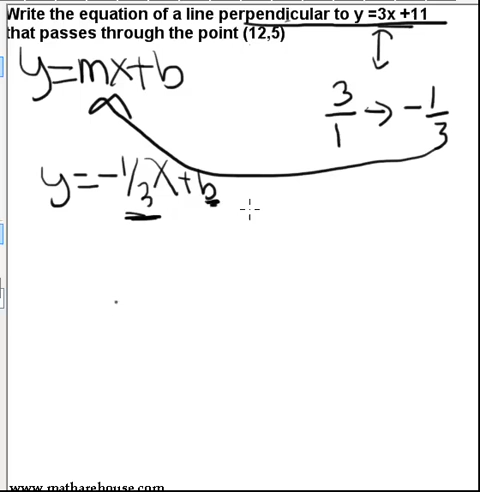 Write the equation of a line perpendicular to y =3x +11
that passes through the point (12,5)
y=mx+b
3/1 → -1/3
y=-1/3x+b
www.matharehouse.com